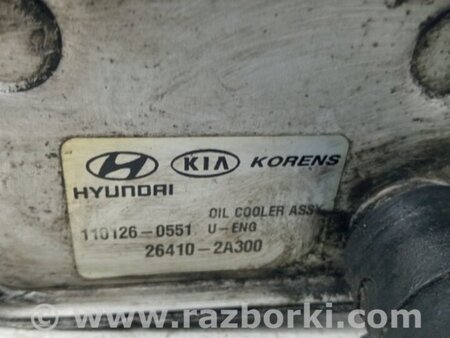 KIA KORENS
HYUNDAI
OIL COOLER ASSY
110126-0551 U-ENG
26410-2A300
www.razborki.com